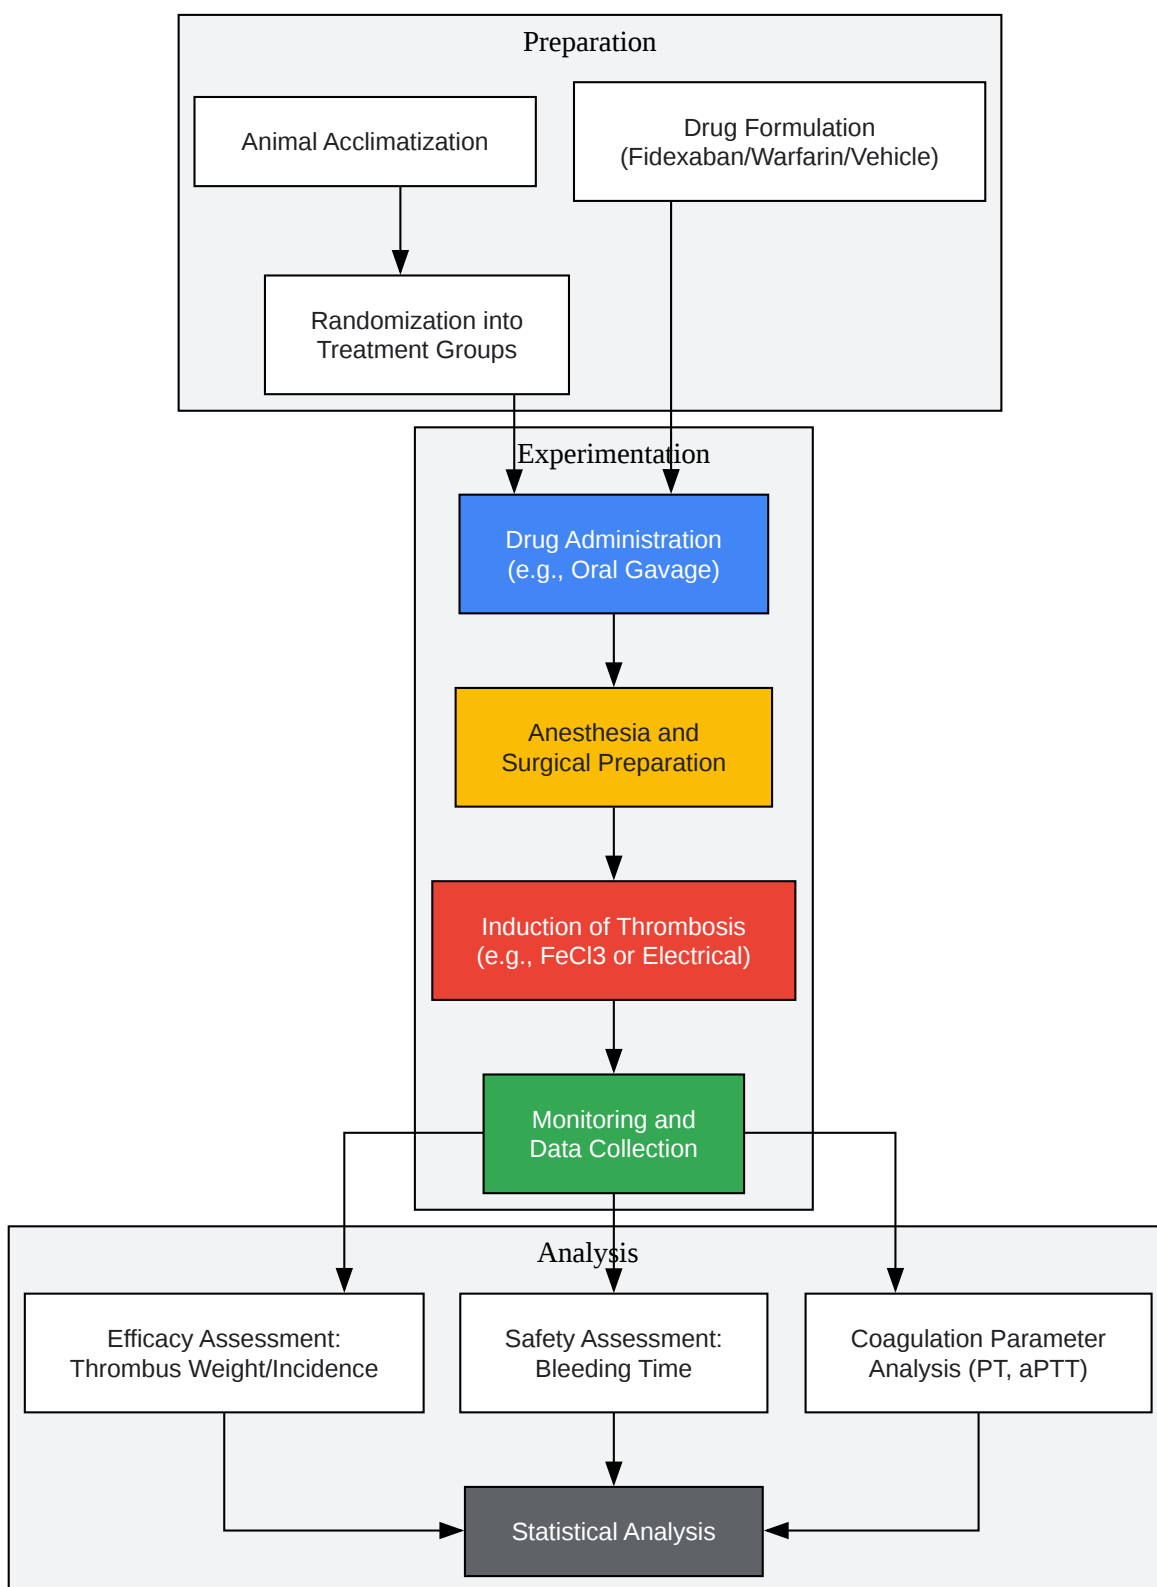 Preparation
Animal Acclimatization
Drug Formulation
(Fidexaban/Warfarin/Vehicle)
Randomization into
Treatment Groups
Experimentation
Drug Administration
(e.g., Oral Gavage)
Anesthesia and
Surgical Preparation
Induction of Thrombosis
(e.g., FeCl3 or Electrical)
Monitoring and
Data Collection
Analysis
Efficacy Assessment:
Thrombus Weight/Incidence
Safety Assessment:
Bleeding Time
Coagulation Parameter
Analysis (PT, aPTT)
Statistical Analysis